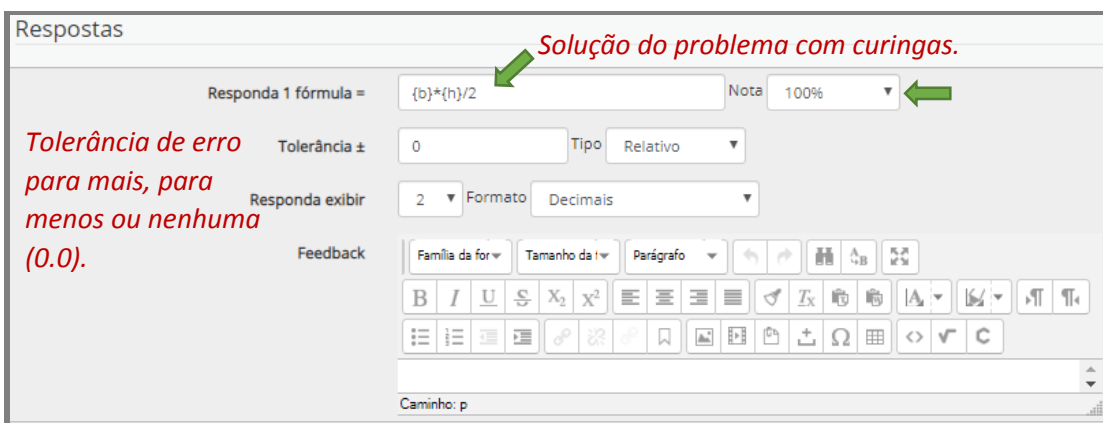 Respostas
Solução do problema com curingas.
Responda 1 fórmula = {b}*{h}/2 Nota 100%
Tolerância de erro
para mais, para
menos ou nenhuma
(0.0).
Tolerância ± 0 Tipo Relativo
Responda exibir 2 Formato Decimais
Feedback Família da for Tamanho da f Parágrafo
Caminho: p